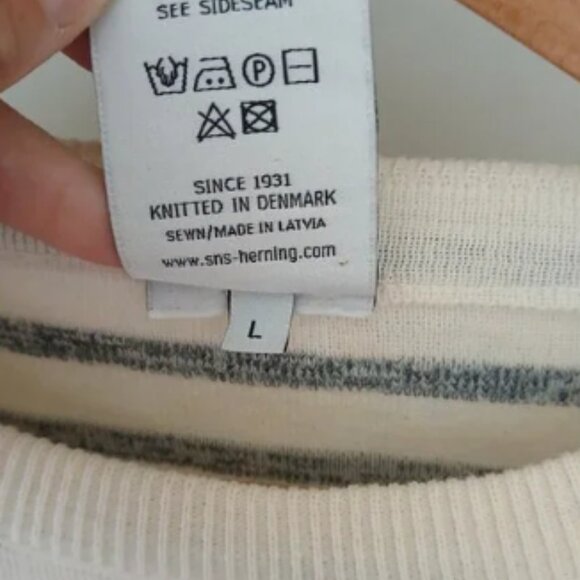 SEE SIDESEAM
P
SINCE 1931
KNITTED IN DENMARK
SEWN/MADE IN LATVIA
www.sns-herning.com
L